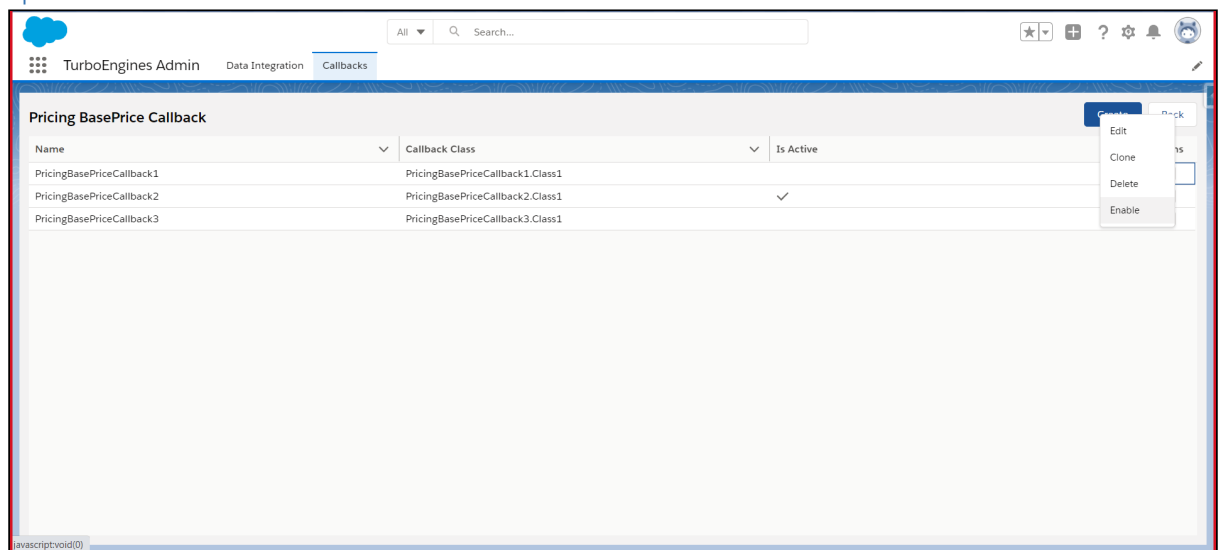 All Search...
TurboEngines Admin Data Integration Callbacks
Pricing BasePrice Callback
Edit
Name Callback Class Is Active
Clone
PricingBasePriceCallback1 PricingBasePriceCallback1.Class1
Delete
PricingBasePriceCallback2 PricingBasePriceCallback2.Class1
Enable
PricingBasePriceCallback3 PricingBasePriceCallback3.Class1
javascript:void(0)